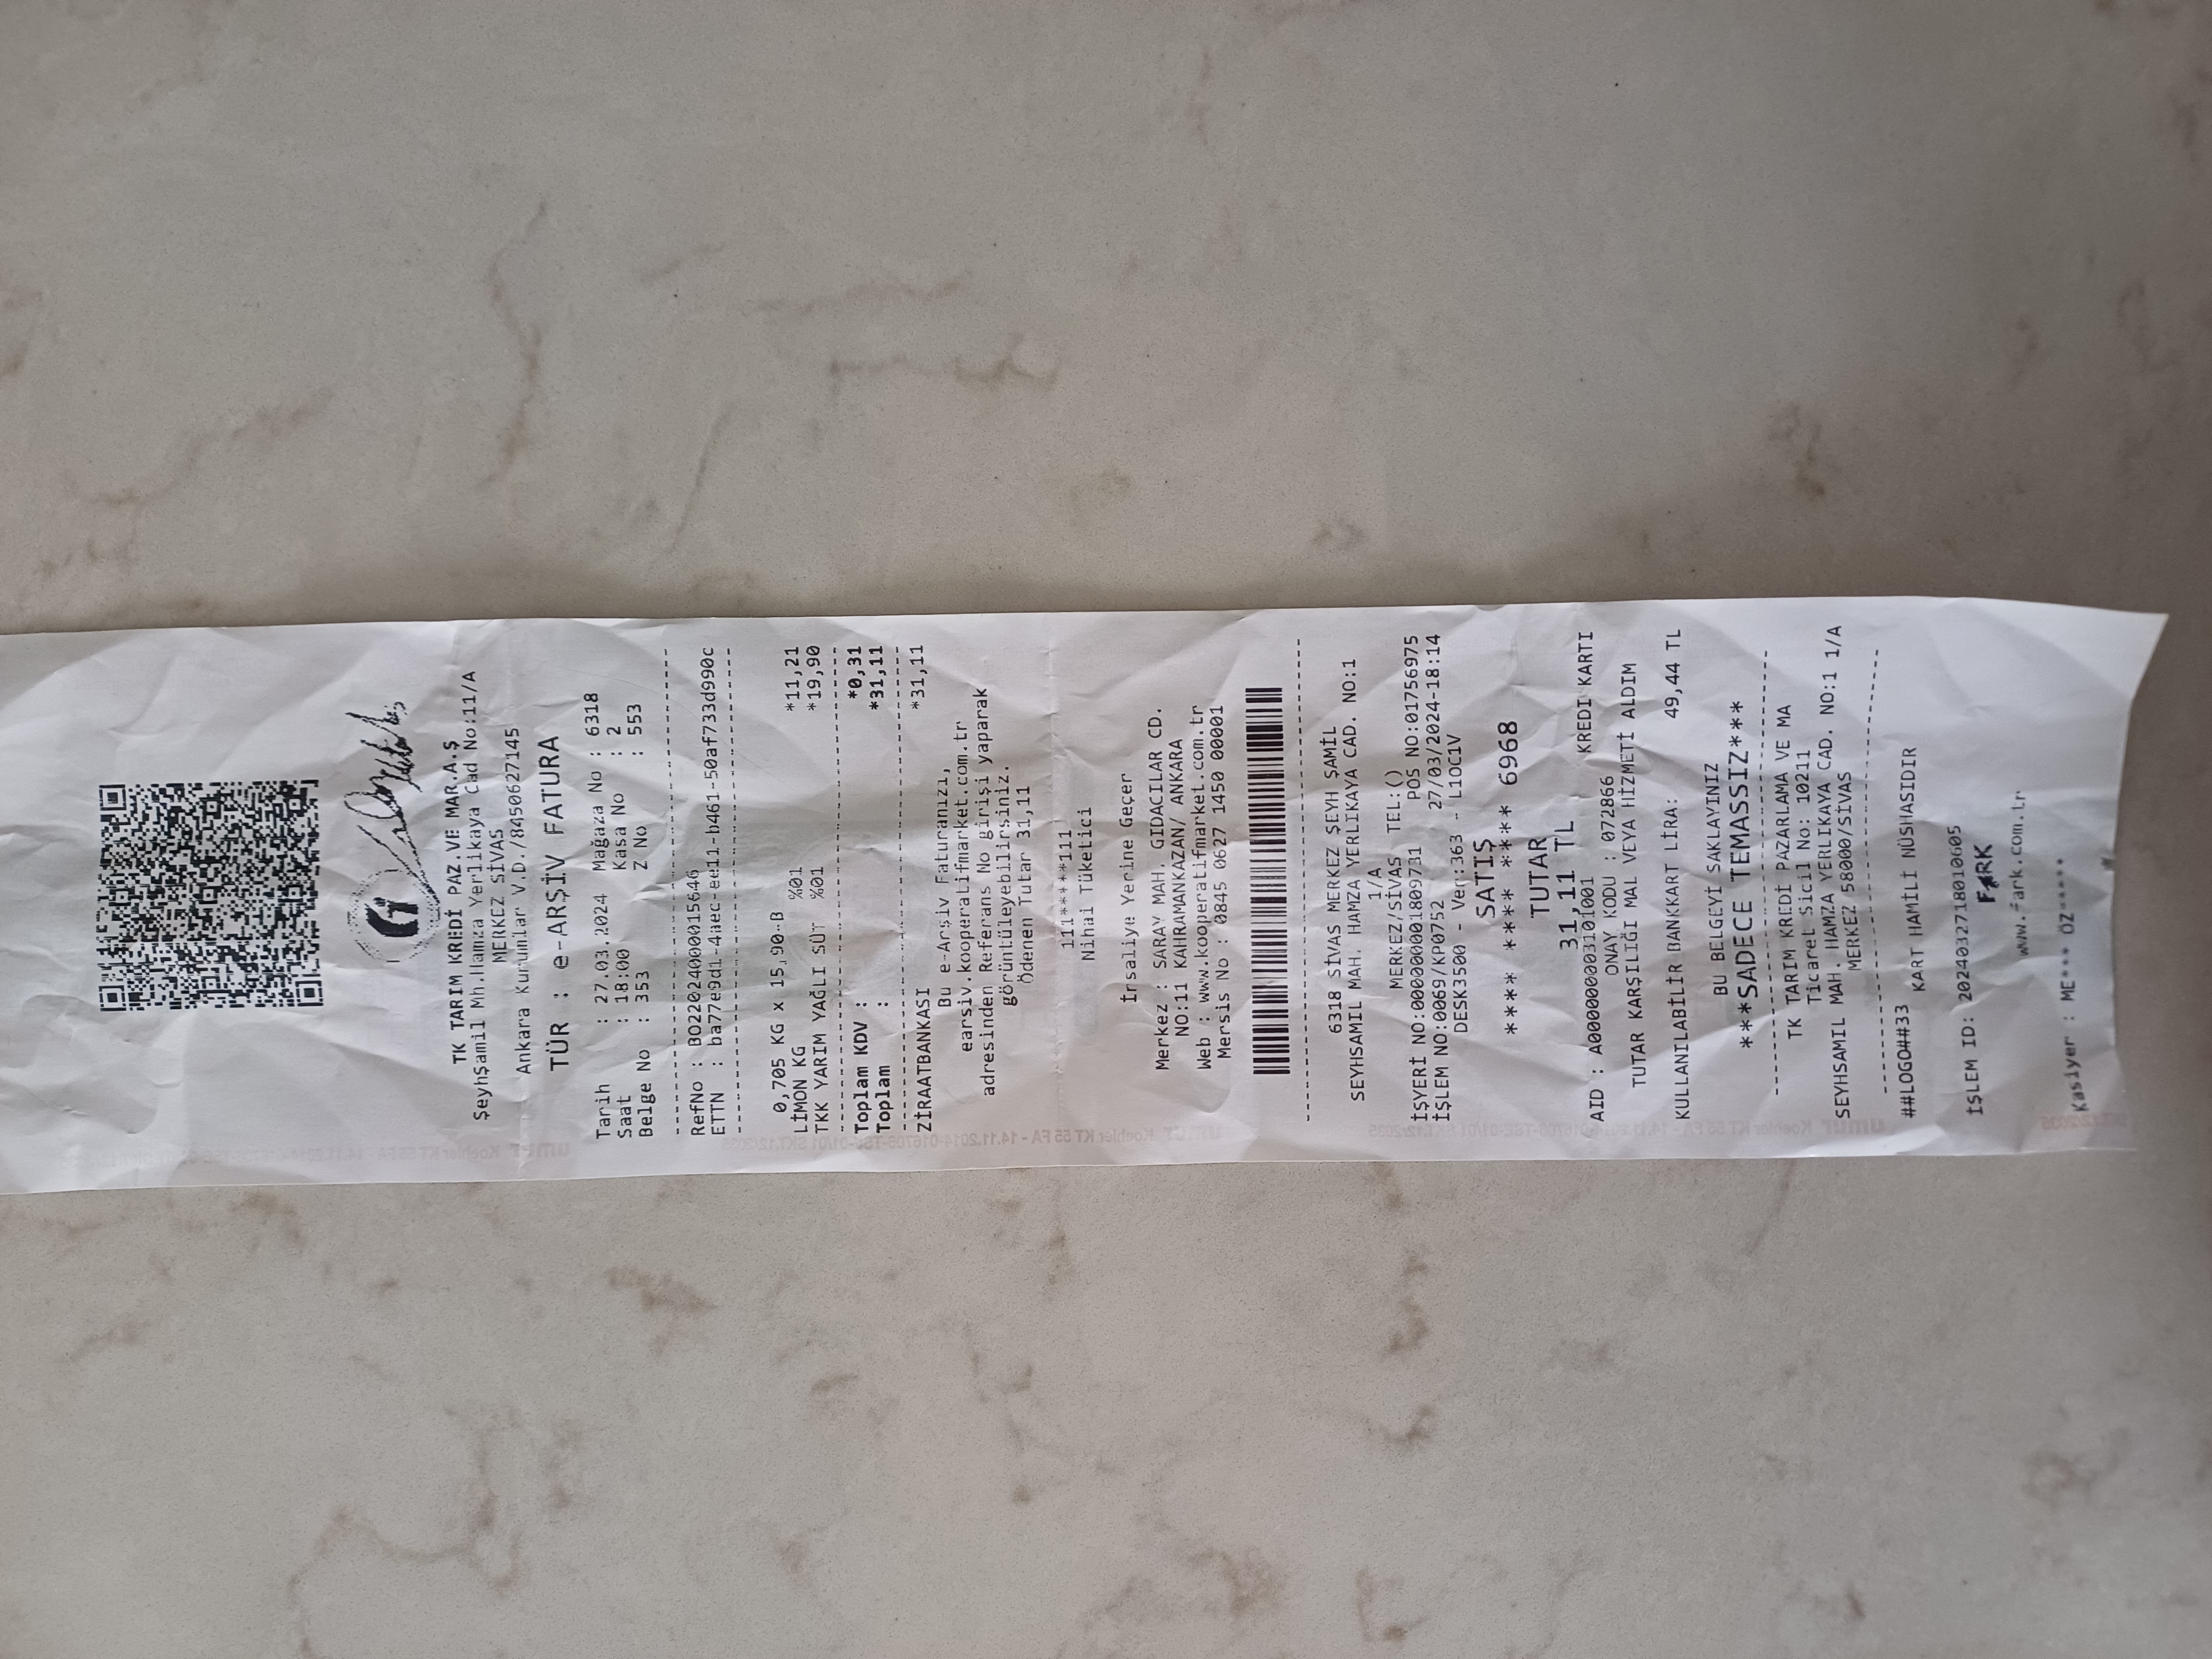 TK TARIM KREDİ PAZ.VE MAR.A.Ş
ŞeyhŞamil Mh.Hamza Yerlikaya Cad No:11/A
MERKEZ SİVAS
Ankara Kurumlar V.D./8450627145
TÜR : e-ARŞİV FATURA
Tarih : 27.03.2024 Mağaza No : 6318
Saat : 18:00 Kasa No : 2
Belge No : 353 Z No : 553
RefNo : BO22024000015646
ETTN : ba77e9d1-4aec-ee11-b461-50af733d990c
0,705 KG x 15,90-B
LİMON KG %01 *11,21
TKK YARIM YAĞLI SÜT %01 *19,90
Toplam KDV : *0,31
Toplam : *31,11
ZİRAATBANKASI *31,11
Bu e-Arşiv Faturanızı,
earsiv.kooperatifmarket.com.tr
adresinden Referans No girişi yaparak
görüntüleyebilirsiniz.
Ödenen Tutar 31,11
111*****111
Nihai Tüketici
İrsaliye Yerine Geçer
Merkez : SARAY MAH. GIDACILAR CD.
NO:11 KAHRAMANKAZAN/ ANKARA
Web : www.kooperatifmarket.com.tr
Mersis No : 0845 0627 1450 00001
6318 SİVAS MERKEZ ŞEYH ŞAMİL
SEYHSAMIL MAH. HAMZA YERLIKAYA CAD. NO:1
1/A
MERKEZ/SİVAS TEL:()
İŞYERİ NO:000000001809731 POS NO:01756975
İŞLEM NO:0069/KP0752 27/03/2024-18:14
DESK3500 - Ver:363 - L1OC1V
SATIŞ
**** **** **** 6968
TUTAR
31,11 TL
AID : A000000003101001 KREDI KARTI
ONAY KODU : 072866
TUTAR KARŞILIĞI MAL VEYA HİZMETİ ALDIM
KULLANILABİLİR BANKKART LİRA: 49,44 TL
BU BELGEYİ SAKLAYINIZ
***SADECE TEMASSIZ***
TK TARIM KREDİ PAZARLAMA VE MA
Ticaret Sicil No: 10211
SEYHSAMIL MAH. HAMZA YERLIKAYA CAD. NO:1 1/A
MERKEZ 58000/SİVAS
##LOGO##33
KART HAMİLİ NÜSHASIDIR
İŞLEM ID: 2024032718010605
FARK
www.fark.com.tr
Kasiyer : ME*** ÖZ*****